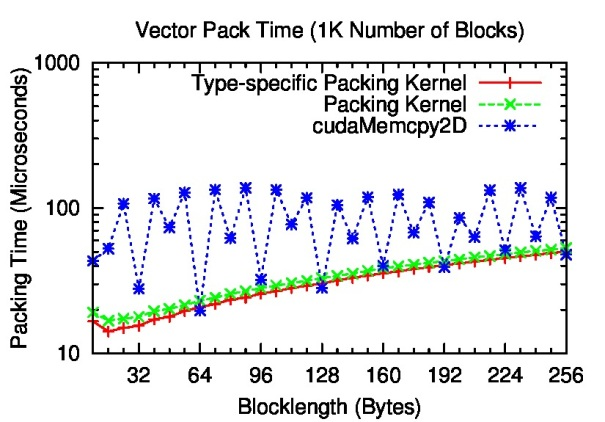 Vector Pack Time (1K Number of Blocks)
1000
Type-specific Packing Kernel
Packing Kernel
cudaMemcpy2D
100
10
Packing Time (Microseconds)
32 64 96 128 160 192 224 256
Blocklength (Bytes)